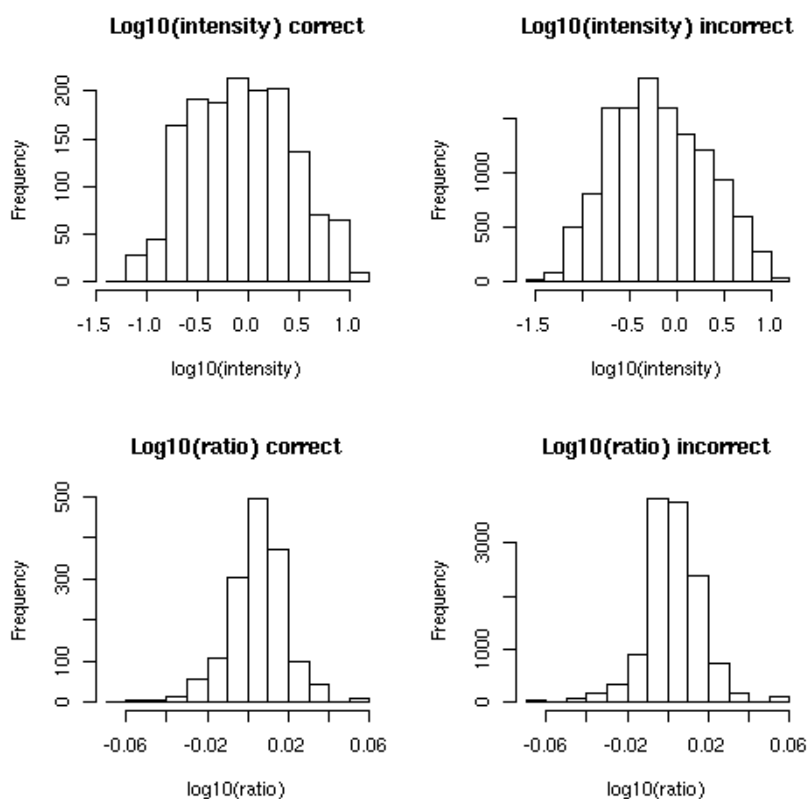 Log10(intensity) correct
Frequency
200
150
100
50
0
-1.5 -1.0 -0.5 0.0 0.5 1.0
log10(intensity)
Log10(intensity) incorrect
Frequency
1000
500
0
-1.5 -0.5 0.0 0.5 1.0
log10(intensity)
Log10(ratio) correct
Frequency
500
300
100
0
-0.06 -0.02 0.02 0.06
log10(ratio)
Log10(ratio) incorrect
Frequency
3000
1000
0
-0.06 -0.02 0.02 0.06
log10(ratio)